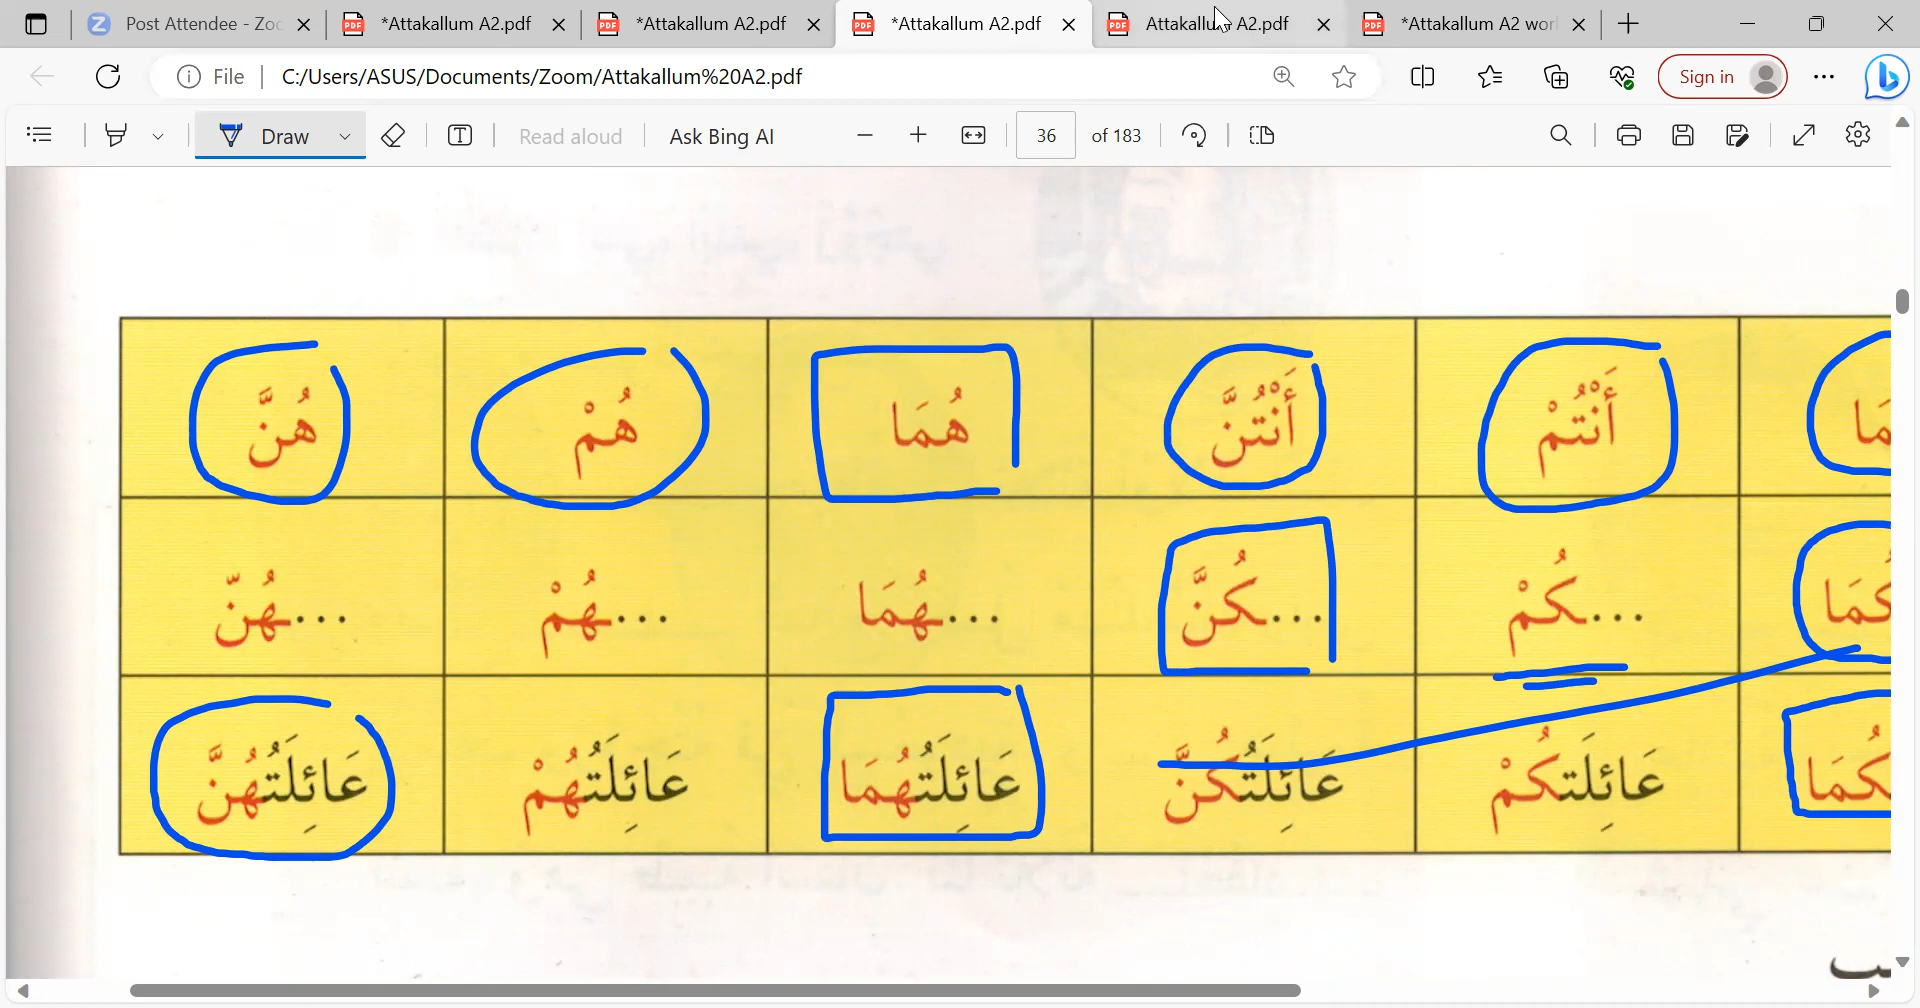 Post Attendee - Zo
*Attakallum A2.pdf
*Attakallum A2.pdf
*Attakallum A2.pdf
Attakallum A2.pdf
*Attakallum A2 wor
File C:/Users/ASUS/Documents/Zoom/Attakallum%20A2.pdf Sign in
Draw Read aloud Ask Bing AI 36 of 183
مَا أَنْتُمْ أَنْتُنَّ هُمَا هُمْ هُنَّ
كُمَا ...كُمْ ...كُنَّ ...هُمَا ...هُمْ ...هُنّ
كُمَا عَائِلَتكُمْ عَائِلَتُكُنَّ عَائِلَتُهُمَا عَائِلَتُهُمْ عَائِلَتُهُنَّ